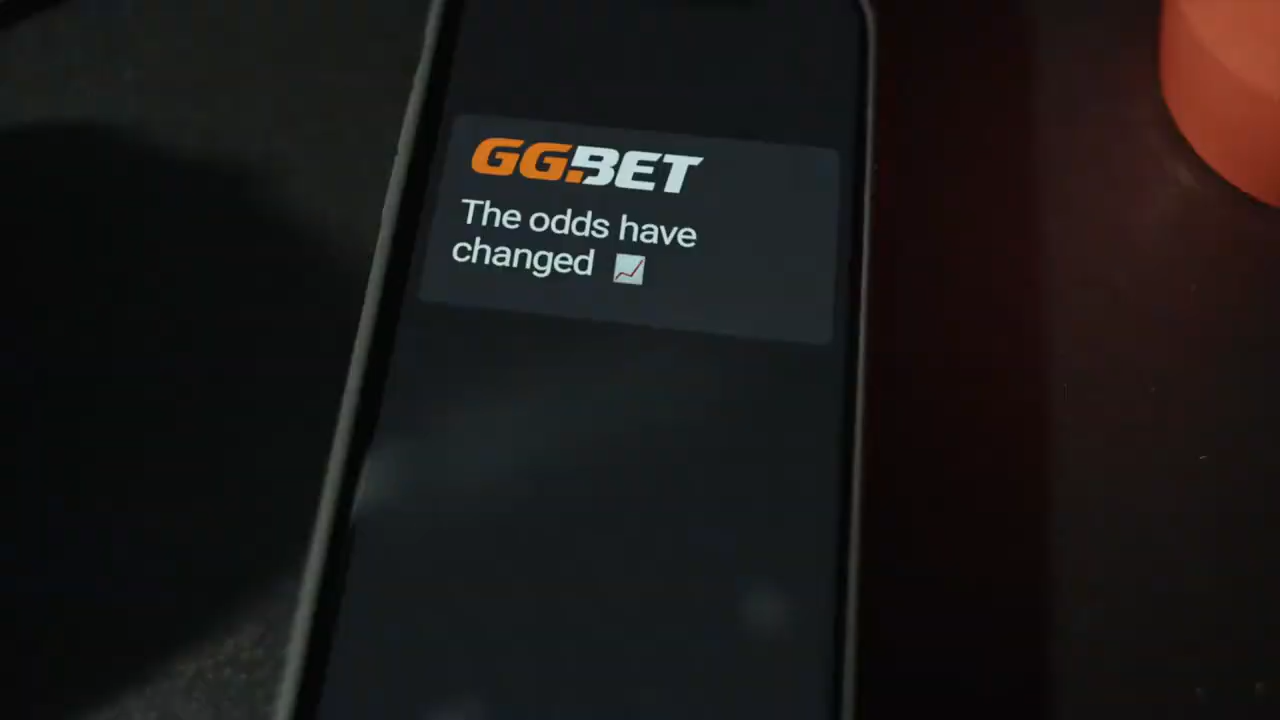 GG.BET
The odds have
changed 📈